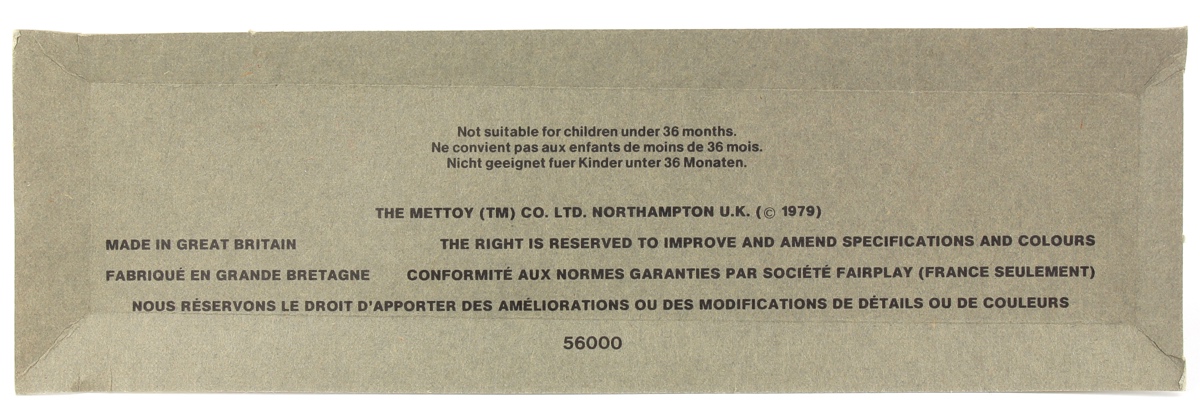 Not suitable for children under 36 months.
Ne convient pas aux enfants de moins de 36 mois.
Nicht geeignet fuer Kinder unter 36 Monaten.
THE METTOY (TM) CO. LTD. NORTHAMPTON U.K. (© 1979)
MADE IN GREAT BRITAIN THE RIGHT IS RESERVED TO IMPROVE AND AMEND SPECIFICATIONS AND COLOURS
FABRIQUÉ EN GRANDE BRETAGNE CONFORMITÉ AUX NORMES GARANTIES PAR SOCIÉTÉ FAIRPLAY (FRANCE SEULEMENT)
NOUS RÉSERVONS LE DROIT D'APPORTER DES AMÉLIORATIONS OU DES MODIFICATIONS DE DÉTAILS OU DE COULEURS
56000